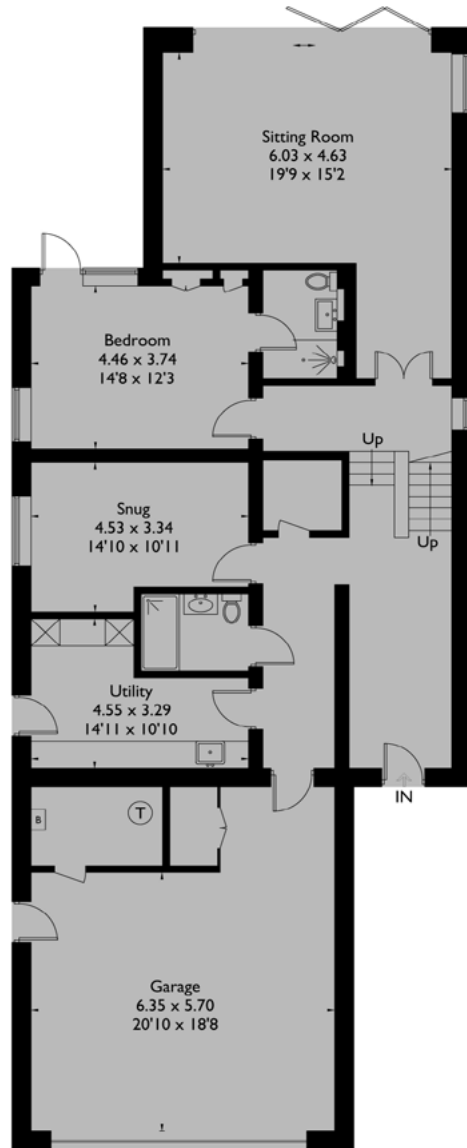 Sitting Room
6.03 x 4.63
19'9 x 15'2
Bedroom
4.46 x 3.74
14'8 x 12'3
Up
Snug
4.53 x 3.34
14'10 x 10'11
Up
Utility
4.55 x 3.29
14'11 x 10'10
IN
B
T
Garage
6.35 x 5.70
20'10 x 18'8